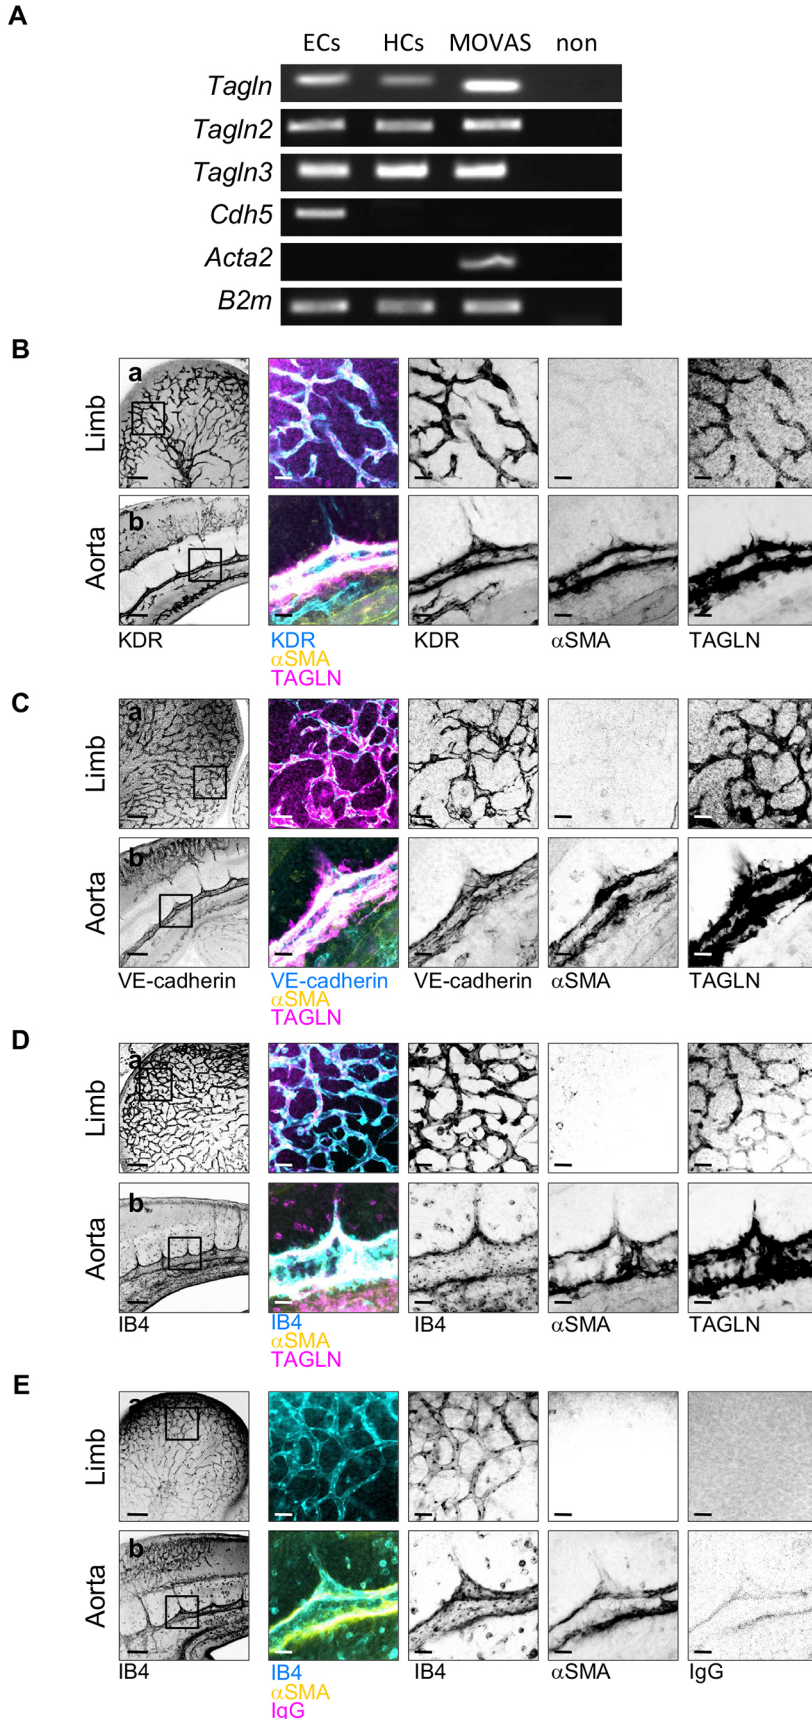 A
ECs HCs MOVAS non
Tagln
Tagln2
Tagln3
Cdh5
Acta2
B2m
B
Limb
a
Aorta
b
KDR
KDR
αSMA
TAGLN
KDR
αSMA
TAGLN
C
Limb
a
Aorta
b
VE-cadherin
VE-cadherin
αSMA
TAGLN
VE-cadherin
αSMA
TAGLN
D
Limb
a
Aorta
b
IB4
IB4
αSMA
TAGLN
IB4
αSMA
TAGLN
E
Limb
a
Aorta
b
IB4
IB4
αSMA
IgG
IB4
αSMA
IgG